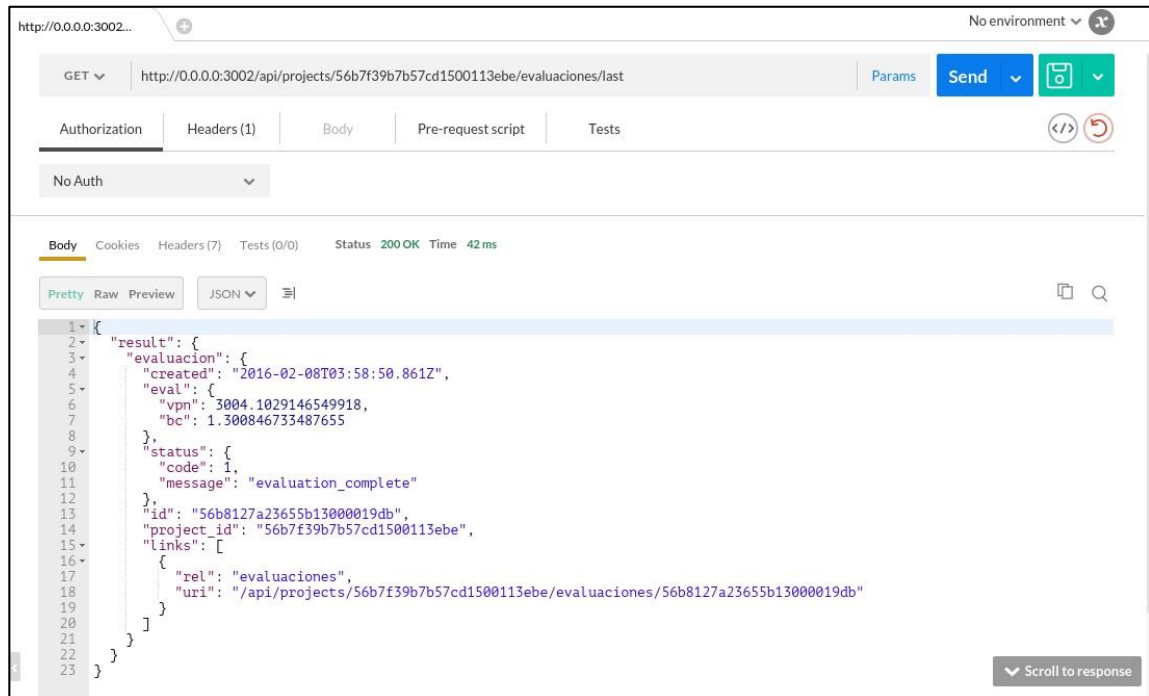 http://0.0.0.0:3002...
No environment
GET http://0.0.0.0:3002/api/projects/56b7f39b7b57cd1500113ebe/evaluaciones/last Params Send
Authorization Headers (1) Body Pre-request script Tests
No Auth
Body Cookies Headers (7) Tests (0/0) Status 200 OK Time 42 ms
Pretty Raw Preview JSON
1 {
2 "result": {
3 "evaluacion": {
4 "created": "2016-02-08T03:58:50.861Z",
5 "eval": {
6 "vpn": 3004.1029146549918,
7 "bc": 1.300846733487655
8 },
9 "status": {
10 "code": 1,
11 "message": "evaluation_complete"
12 },
13 "id": "56b8127a23655b13000019db",
14 "project_id": "56b7f39b7b57cd1500113ebe",
15 "links": [
16 {
17 "rel": "evaluaciones",
18 "uri": "/api/projects/56b7f39b7b57cd1500113ebe/evaluaciones/56b8127a23655b13000019db"
19 }
20 ]
21 }
22 }
23 }
Scroll to response